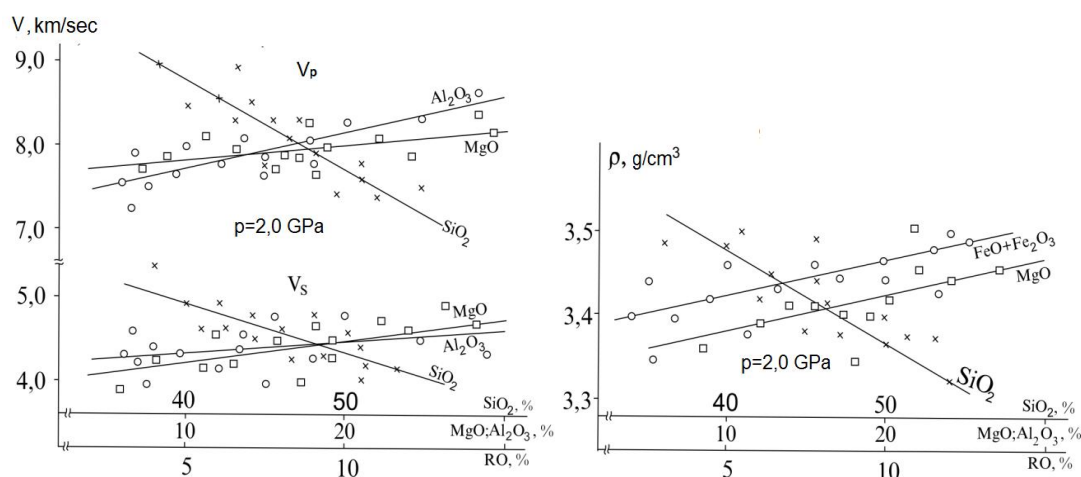 V, km/sec
9,0
Vₚ
Al₂O₃
8,0
MgO
SiO₂
7,0
p=2,0 GPa
5,0
V_S
MgO
Al₂O₃
SiO₂
4,0
40 50 SiO₂, %
10 20 MgO;Al₂O₃, %
5 10 RO, %
ρ, g/cm³
3,5
FeO+Fe₂O₃
MgO
3,4
p=2,0 GPa
SiO₂
3,3
40 50 SiO₂, %
10 20 MgO;Al₂O₃, %
5 10 RO, %